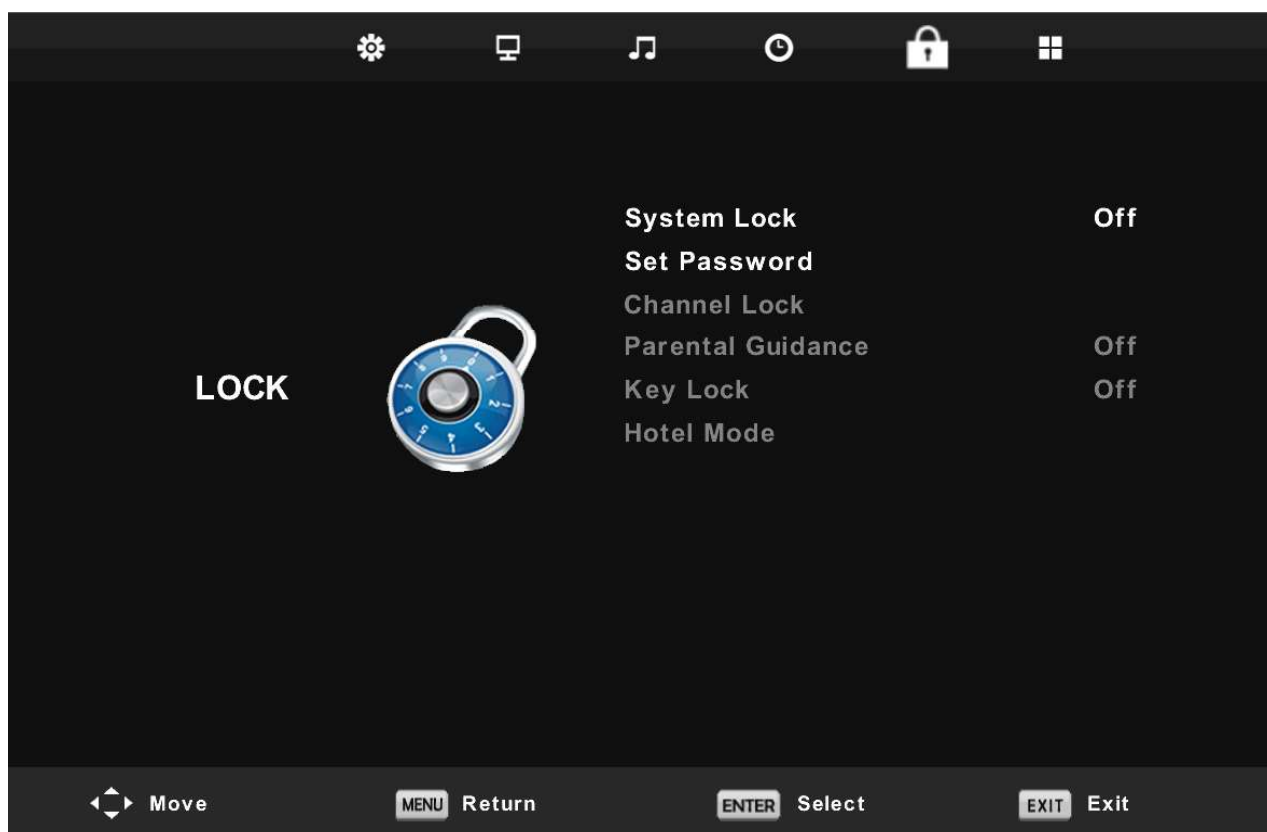 System Lock Off
Set Password
Channel Lock
Parental Guidance Off
LOCK
Key Lock Off
Hotel Mode
Move MENU Return ENTER Select EXIT Exit